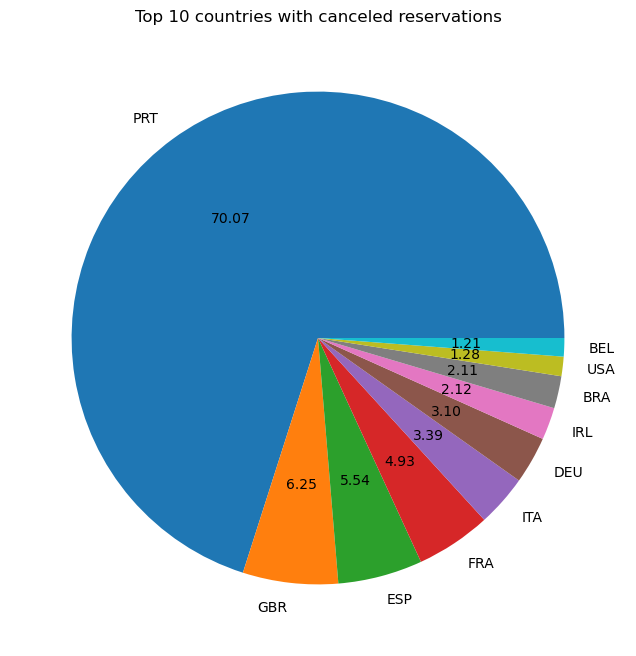 Top 10 countries with canceled reservations
PRT
70.07
GBR
6.25
ESP
5.54
FRA
4.93
ITA
3.39
DEU
3.10
IRL
2.12
BRA
2.11
USA
1.28
BEL
1.21